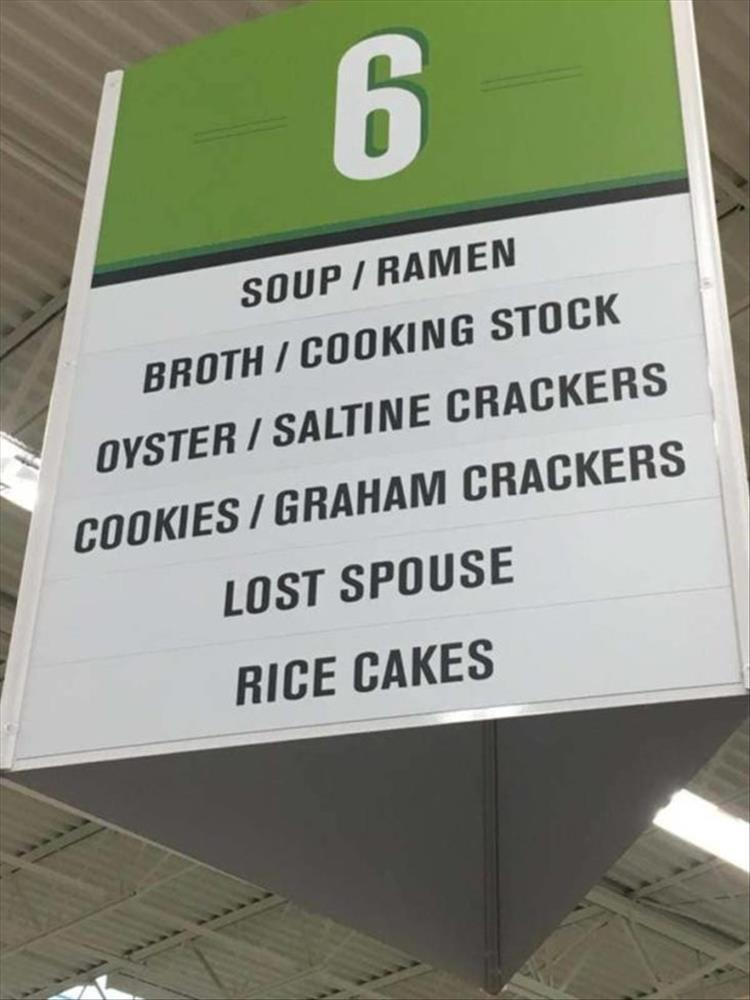 6
SOUP / RAMEN
BROTH / COOKING STOCK
OYSTER / SALTINE CRACKERS
COOKIES / GRAHAM CRACKERS
LOST SPOUSE
RICE CAKES